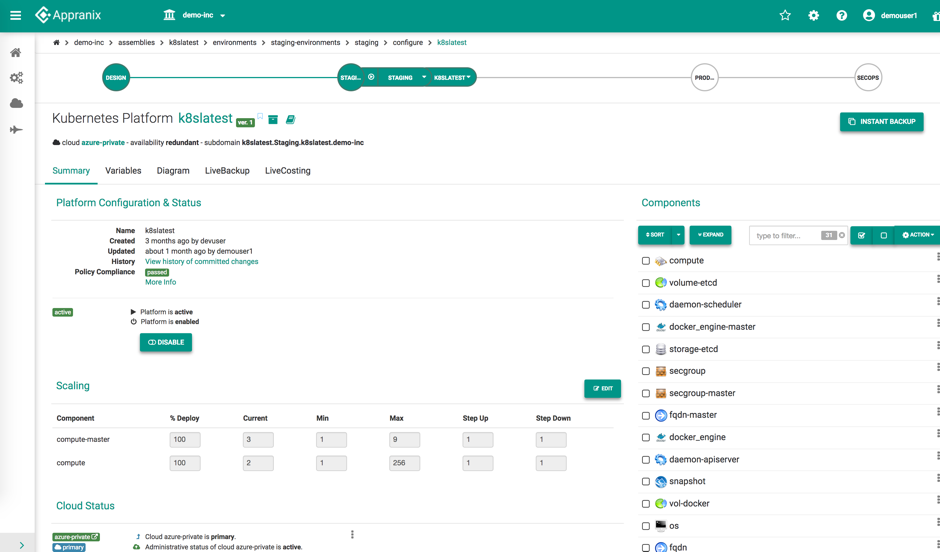 Appranix
demo-inc
demouser1
demo-inc > assemblies > k8slatest > environments > staging-environments > staging > configure > k8slatest
DESIGN
STAGI...
STAGING
K8SLATEST
PROD...
SECOPS
Kubernetes Platform k8slatest ver. 1
INSTANT BACKUP
cloud azure-private - availability redundant - subdomain k8slatest.Staging.k8slatest.demo-inc
Summary Variables Diagram LiveBackup LiveCosting
Platform Configuration & Status
Name k8slatest
Created 3 months ago by devuser
Updated about 1 month ago by demouser1
History View history of committed changes
Policy Compliance passed
More Info
active
Platform is active
Platform is enabled
DISABLE
Scaling
EDIT
Component % Deploy Current Min Max Step Up Step Down
compute-master 100 3 1 9 1 1
compute 100 2 1 256 1 1
Cloud Status
azure-private
primary
Cloud azure-private is primary.
Administrative status of cloud azure-private is active.
Components
SORT
EXPAND
type to filter... 31
ACTION
compute
volume-etcd
daemon-scheduler
docker_engine-master
storage-etcd
secgroup
secgroup-master
fqdn-master
docker_engine
daemon-apiserver
snapshot
vol-docker
os
fqdn